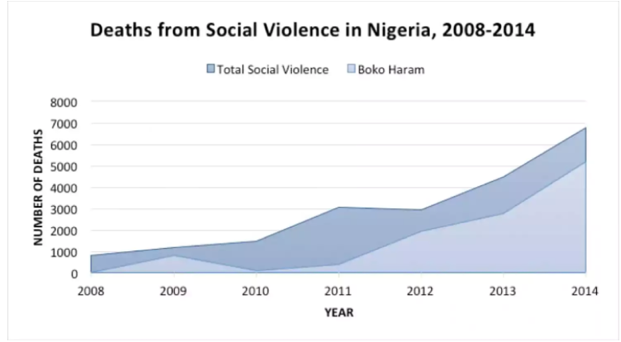 Deaths from Social Violence in Nigeria, 2008-2014
Total Social Violence Boko Haram
NUMBER OF DEATHS
8000
7000
6000
5000
4000
3000
2000
1000
0
2008 2009 2010 2011 2012 2013 2014
YEAR